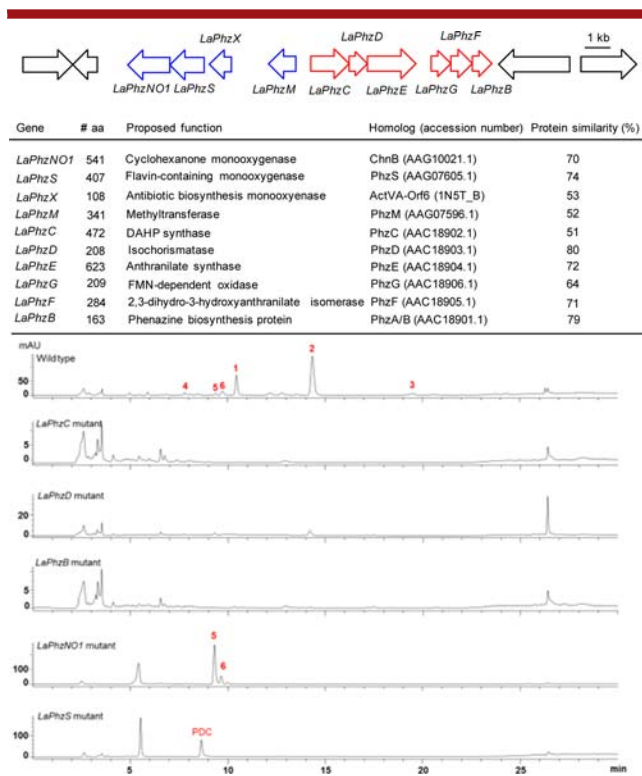 LaPhzX LaPhzD LaPhzF 1 kb
LaPhzNO1 LaPhzS LaPhzM LaPhzC LaPhzE LaPhzG LaPhzB
Gene # aa Proposed function Homolog (accession number) Protein similarity (%)
LaPhzNO1 541 Cyclohexanone monooxygenase ChnB (AAG10021.1) 70
LaPhzS 407 Flavin-containing monooxygenase PhzS (AAG07605.1) 74
LaPhzX 108 Antibiotic biosynthesis monooxyenase ActVA-Orf6 (1N5T_B) 53
LaPhzM 341 Methyltransferase PhzM (AAG07596.1) 52
LaPhzC 472 DAHP synthase PhzC (AAC18902.1) 51
LaPhzD 208 Isochorismatase PhzD (AAC18903.1) 80
LaPhzE 623 Anthranilate synthase PhzE (AAC18904.1) 72
LaPhzG 209 FMN-dependent oxidase PhzG (AAC18906.1) 64
LaPhzF 284 2,3-dihydro-3-hydroxyanthranilate isomerase PhzF (AAC18905.1) 71
LaPhzB 163 Phenazine biosynthesis protein PhzA/B (AAC18901.1) 79
mAU
Wild type
50
0
4 5 6 1 2 3
LaPhzC mutant
5
0
LaPhzD mutant
20
0
LaPhzB mutant
5
0
LaPhzNO1 mutant
100
0
5 6
LaPhzS mutant
100
0
PDC
5 10 15 20 25 min